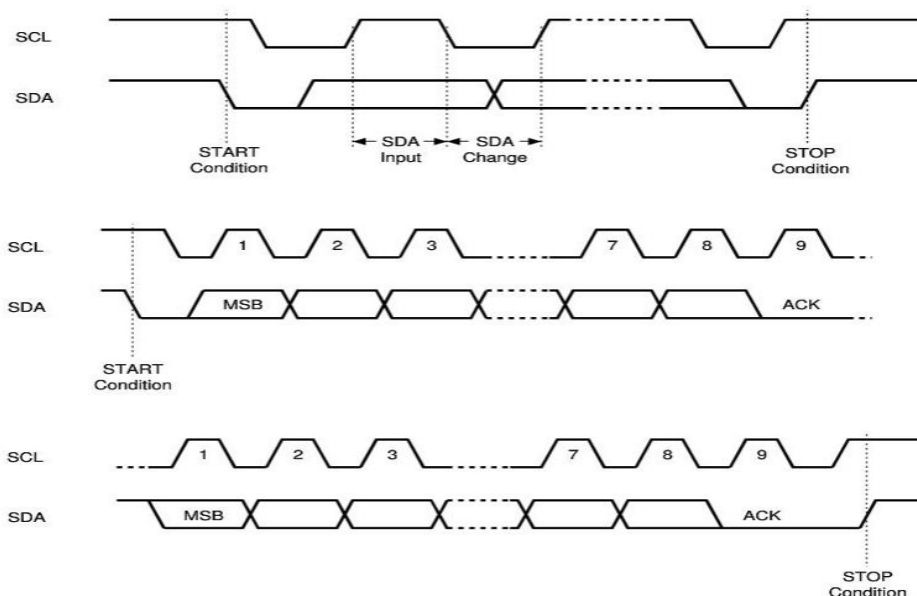 SCL
SDA
START
Condition
SDA
Input
SDA
Change
STOP
Condition
SCL
1 2 3 7 8 9
SDA
MSB ACK
START
Condition
SCL
1 2 3 7 8 9
SDA
MSB ACK
STOP
Condition